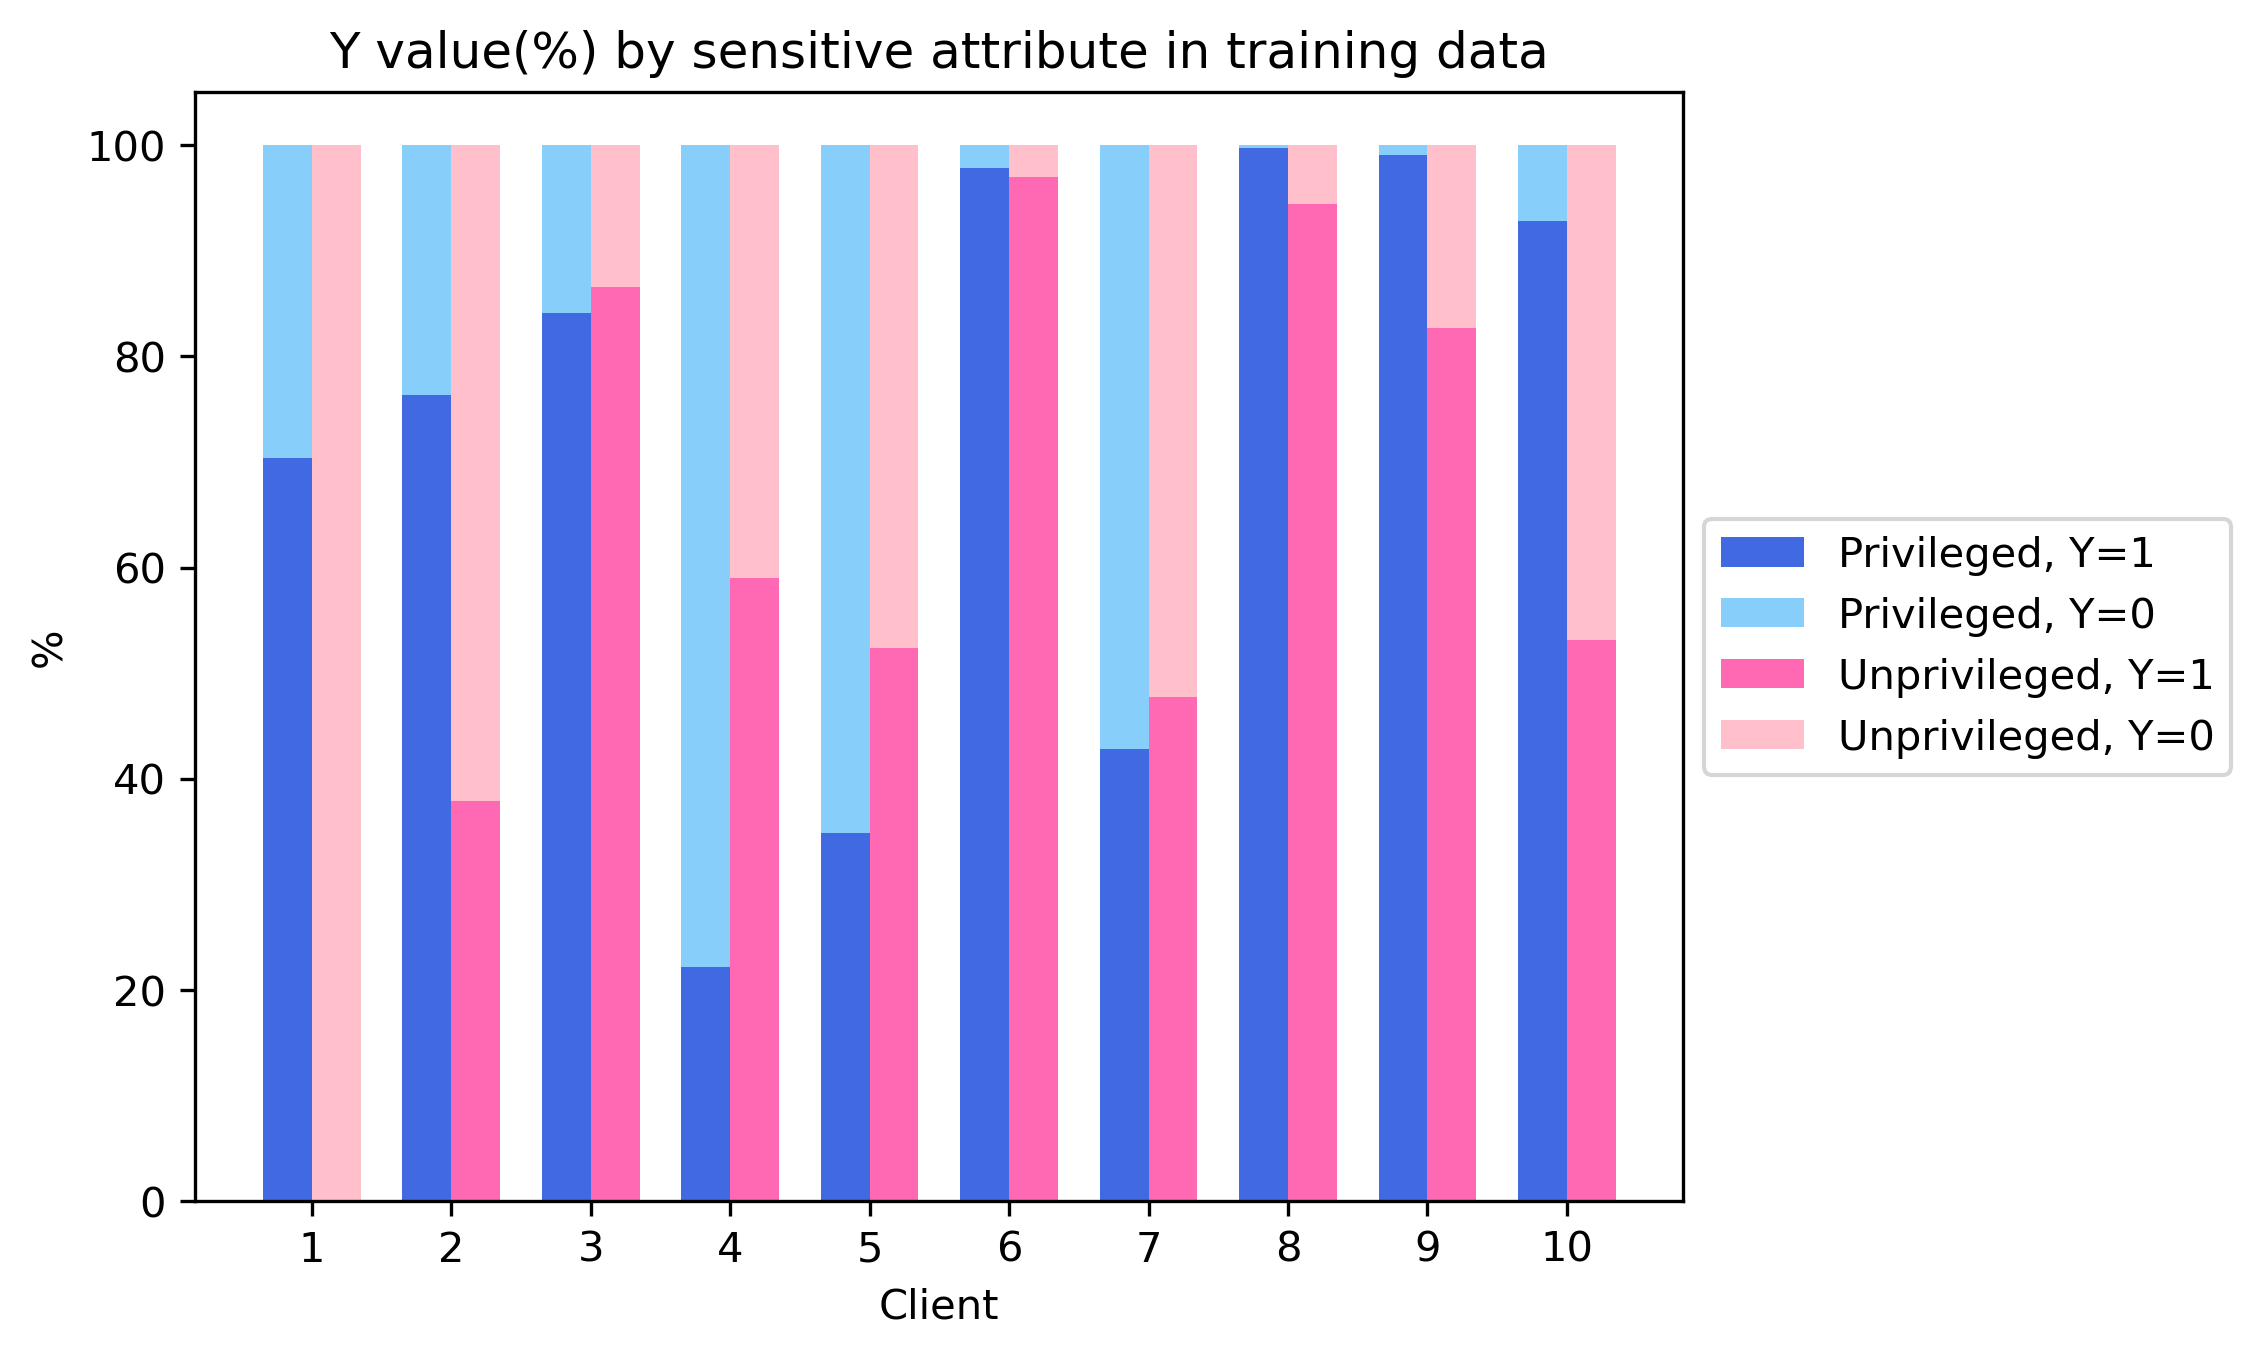 Y value(%) by sensitive attribute in training data
100
80
60
40
20
0
%
1 2 3 4 5 6 7 8 9 10
Client
Privileged, Y=1
Privileged, Y=0
Unprivileged, Y=1
Unprivileged, Y=0